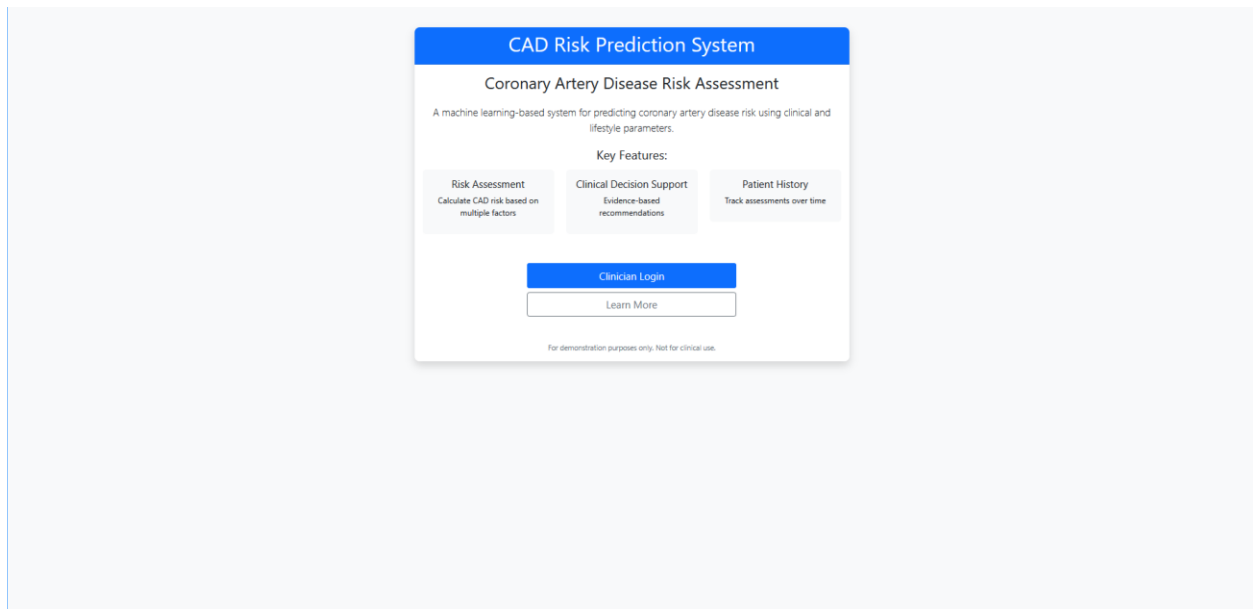 CAD Risk Prediction System
Coronary Artery Disease Risk Assessment
A machine learning-based system for predicting coronary artery disease risk using clinical and
lifestyle parameters.
Key Features:
Risk Assessment
Calculate CAD risk based on
multiple factors
Clinical Decision Support
Evidence-based
recommendations
Patient History
Track assessments over time
Clinician Login
Learn More
For demonstration purposes only. Not for clinical use.